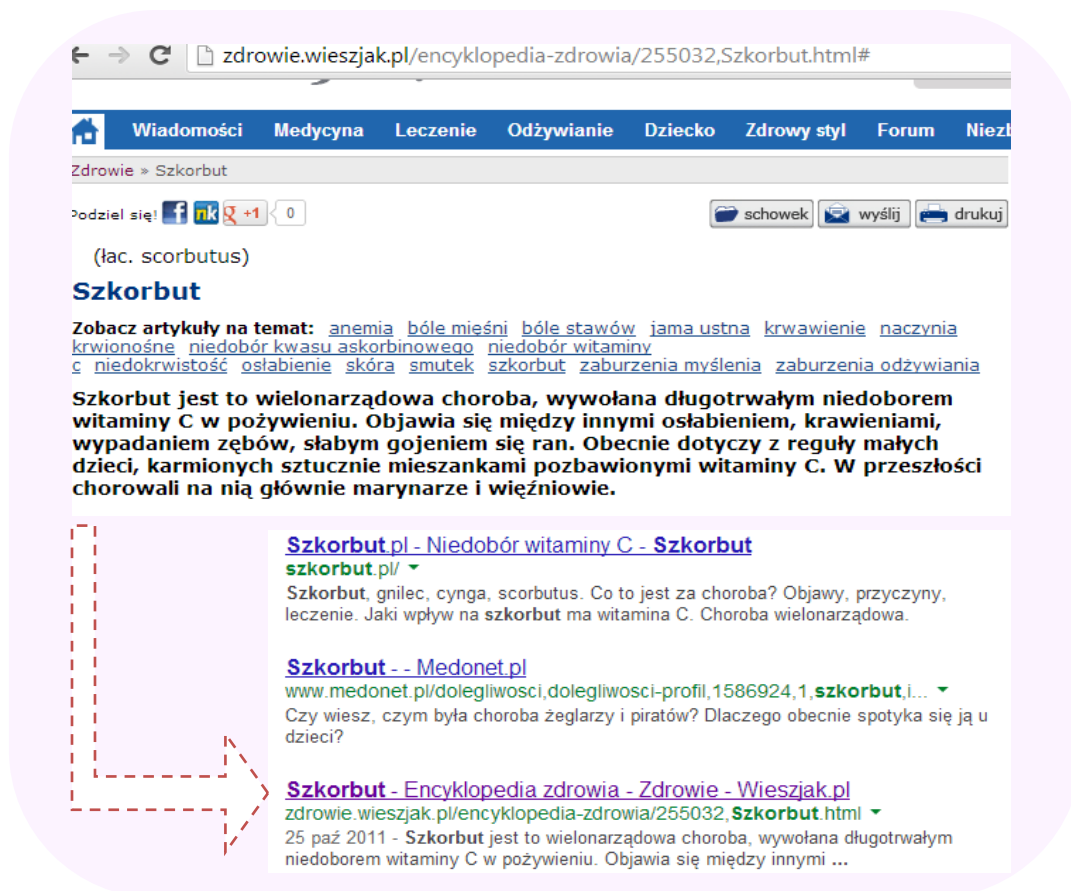 zdrowie.wieszjak.pl/encyklopedia-zdrowia/255032,Szkorbut.html#
Wiadomości Medycyna Leczenie Odżywianie Dziecko Zdrowy styl Forum
Zdrowie » Szkorbut
Podziel się! f nk g +1 0 schowek wyślij drukuj
(łac. scorbutus)
Szkorbut
Zobacz artykuły na temat: anemia bóle mięśni bóle stawów jama ustna krwawienie naczynia
krwionośne niedobór kwasu askorbinowego niedobór witaminy
c niedokrwistość osłabienie skóra smutek szkorbut zaburzenia myślenia zaburzenia odżywiania
Szkorbut jest to wielonarządowa choroba, wywołana długotrwałym niedoborem
witaminy C w pożywieniu. Objawia się między innymi osłabieniem, krawieniami,
wypadaniem zębów, słabym gojeniem się ran. Obecnie dotyczy z reguły małych
dzieci, karmionych sztucznie mieszankami pozbawionymi witaminy C. W przeszłości
chorowali na nią głównie marynarze i więźniowie.
Szkorbut.pl - Niedobór witaminy C - Szkorbut
szkorbut.pl/
Szkorbut, gnilec, cynga, scorbutus. Co to jest za choroba? Objawy, przyczyny,
leczenie. Jaki wpływ na szkorbut ma witamina C. Choroba wielonarządowa.
Szkorbut - - Medonet.pl
www.medonet.pl/dolegliwosci,dolegliwosci-profil,1586924,1,szkorbut,i...
Czy wiesz, czym była choroba żeglarzy i piratów? Dlaczego obecnie spotyka się ją u
dzieci?
Szkorbut - Encyklopedia zdrowia - Zdrowie - Wieszjak.pl
zdrowie.wieszjak.pl/encyklopedia-zdrowia/255032,Szkorbut.html
25 paź 2011 - Szkorbut jest to wielonarządowa choroba, wywołana długotrwałym
niedoborem witaminy C w pożywieniu. Objawia się między innymi ...